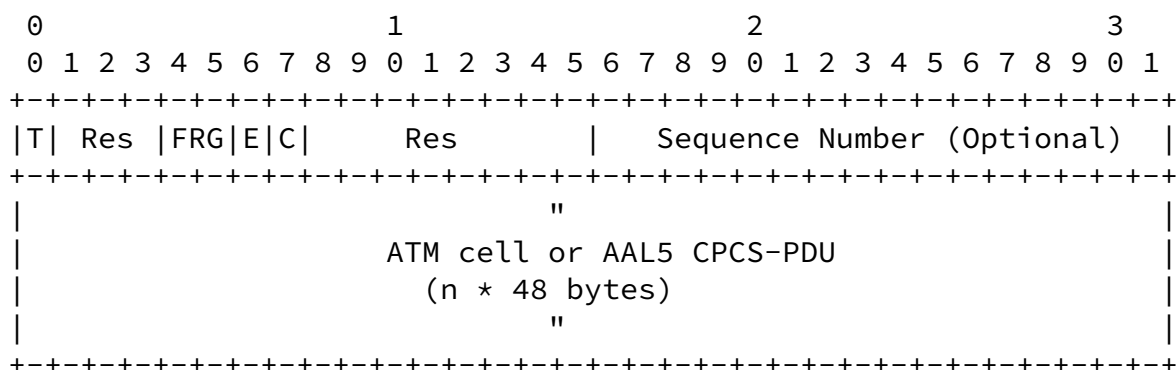 0                   1                   2                   3
 0 1 2 3 4 5 6 7 8 9 0 1 2 3 4 5 6 7 8 9 0 1 2 3 4 5 6 7 8 9 0 1
+-+-+-+-+-+-+-+-+-+-+-+-+-+-+-+-+-+-+-+-+-+-+-+-+-+-+-+-+-+-+-+-+
|T| Res |FRG|E|C|     Res       |   Sequence Number (Optional)  |
+-+-+-+-+-+-+-+-+-+-+-+-+-+-+-+-+-+-+-+-+-+-+-+-+-+-+-+-+-+-+-+-+
|                             "                                 |
|                    ATM cell or AAL5 CPCS-PDU                  |
|                      (n * 48 bytes)                           |
|                             "                                 |
+-+-+-+-+-+-+-+-+-+-+-+-+-+-+-+-+-+-+-+-+-+-+-+-+-+-+-+-+-+-+-+-+